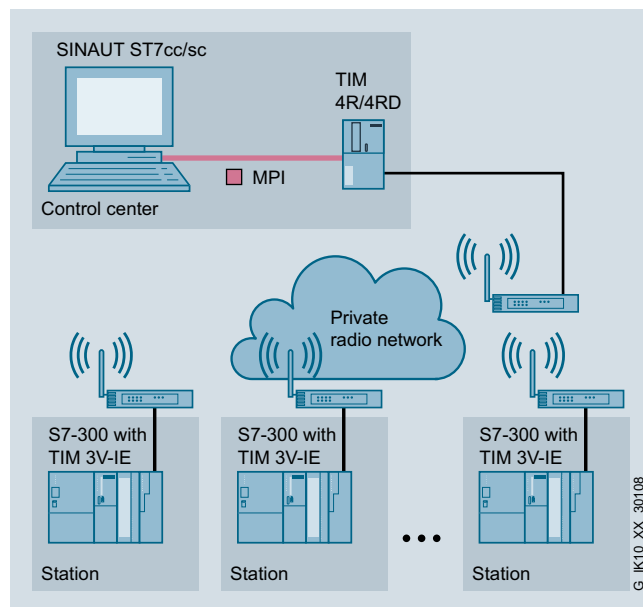 SINAUT ST7cc/sc
TIM
4R/4RD
MPI
Control center
Private
radio network
S7-300 with
TIM 3V-IE
Station
S7-300 with
TIM 3V-IE
Station
S7-300 with
TIM 3V-IE
Station
G_IK10_XX_30108